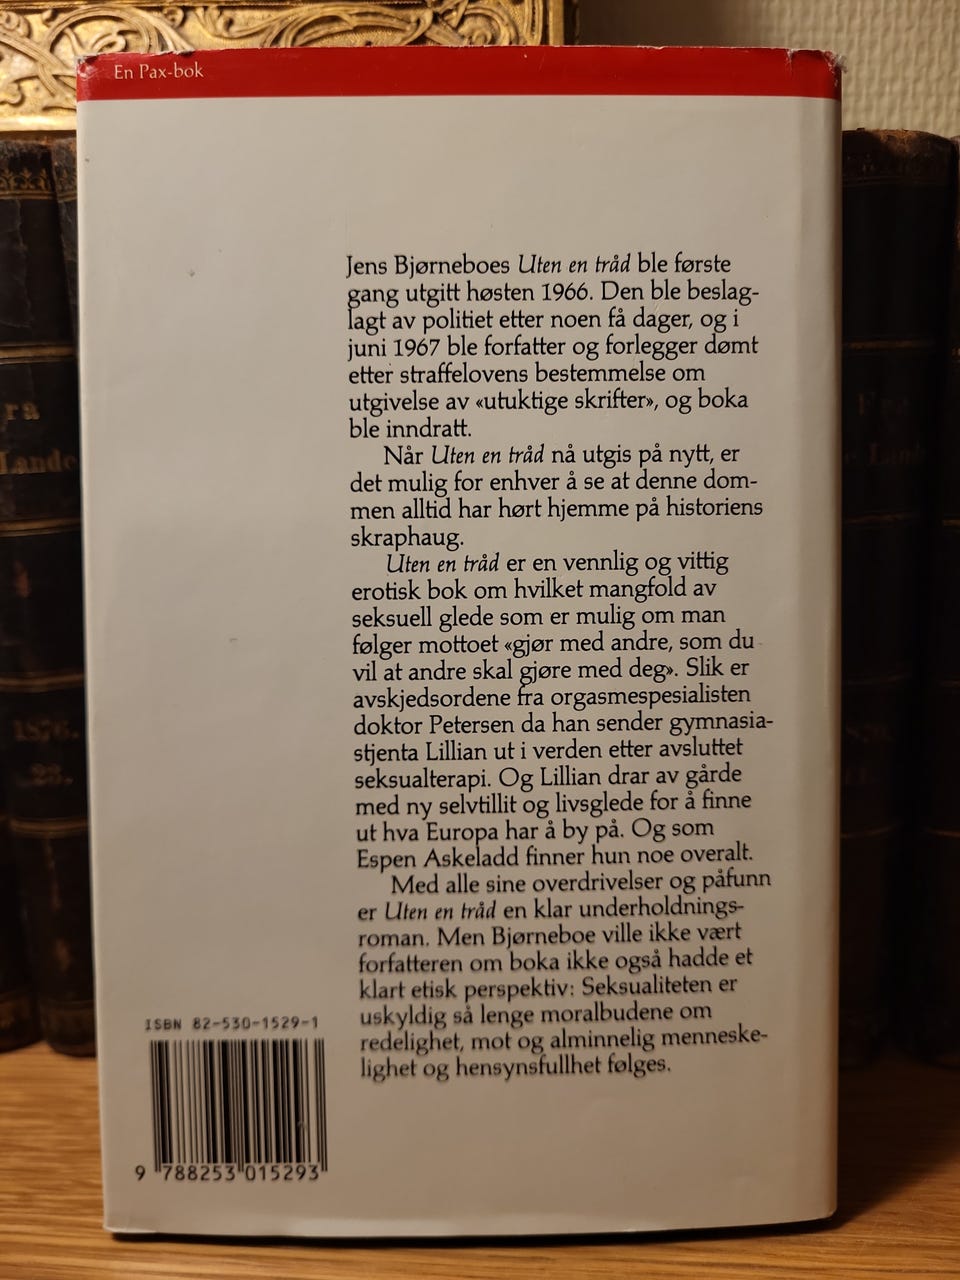 En Pax-bok
Jens Bjørneboes Uten en tråd ble første
gang utgitt høsten 1966. Den ble beslag-
lagt av politiet etter noen få dager, og i
juni 1967 ble forfatter og forlegger dømt
etter straffelovens bestemmelse om
utgivelse av «utuktige skrifter», og boka
ble inndratt.
Når Uten en tråd nå utgis på nytt, er
det mulig for enhver å se at denne dom-
men alltid har hørt hjemme på historiens
skraphaug.
Uten en tråd er en vennlig og vittig
erotisk bok om hvilket mangfold av
seksuell glede som er mulig om man
følger mottoet «gjør med andre, som du
vil at andre skal gjøre med deg». Slik er
avskjedsordene fra orgasmespesialisten
doktor Petersen da han sender gymnasia-
stjenta Lillian ut i verden etter avsluttet
seksualterapi. Og Lillian drar av gårde
med ny selvtillit og livsglede for å finne
ut hva Europa har å by på. Og som
Espen Askeladd finner hun noe overalt.
Med alle sine overdrivelser og påfunn
er Uten en tråd en klar underholdnings-
roman. Men Bjørneboe ville ikke vært
forfatteren om boka ikke også hadde et
klart etisk perspektiv: Seksualiteten er
uskyldig så lenge moralbudene om
redelighet, mot og alminnelig menneske-
lighet og hensynsfullhet følges.
ISBN 82-530-1529-1
9 788253 015293
ra
Lande
1876.
23.
Fra
Land